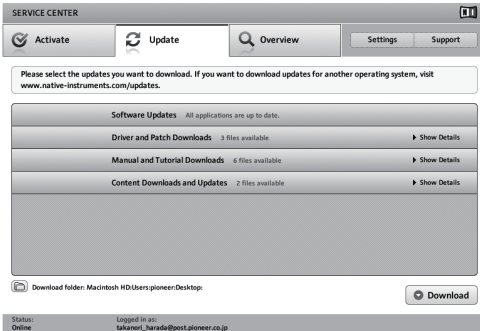 SERVICE CENTER
Activate
Update
Overview
Settings
Support
Please select the updates you want to download. If you want to download updates for another operating system, visit
www.native-instruments.com/updates.
Software Updates All applications are up to date.
Driver and Patch Downloads 3 files available Show Details
Manual and Tutorial Downloads 6 files available Show Details
Content Downloads and Updates 2 files available Show Details
Download folder: Macintosh HD:Users:pioneer:Desktop:
Download
Status: Logged in as:
Online takanori_harada@post.pioneer.co.jp